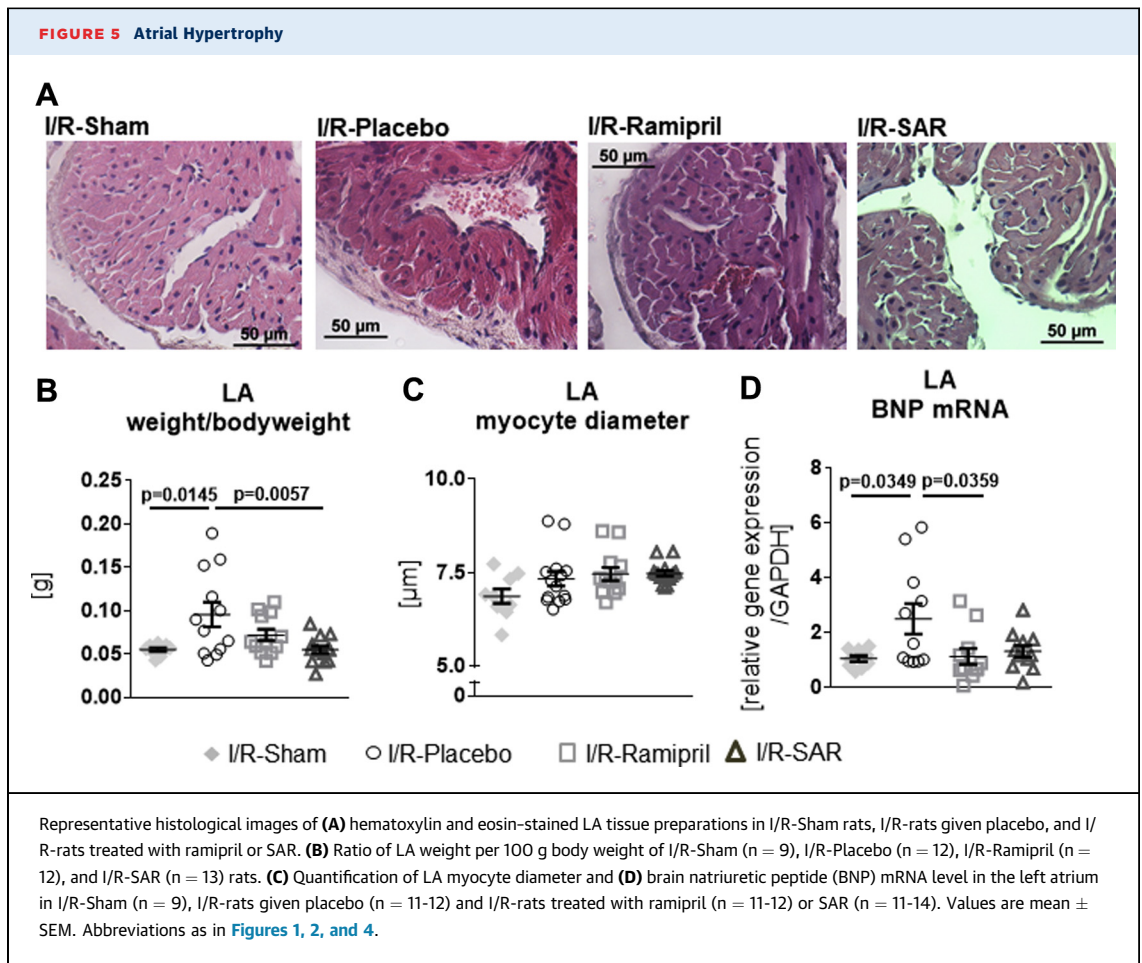 FIGURE 5 Atrial Hypertrophy
A
I/R-Sham
I/R-Placebo
I/R-Ramipril
I/R-SAR
50 µm
50 µm
50 µm
50 µm
B
LA
weight/bodyweight
[g]
0.25
0.20
0.15
0.10
0.05
0.00
p=0.0145
p=0.0057
C
LA
myocyte diameter
[µm]
10.0
7.5
5.0
0
D
LA
BNP mRNA
[relative gene expression
/GAPDH]
8
6
4
2
0
p=0.0349
p=0.0359
I/R-Sham
I/R-Placebo
I/R-Ramipril
I/R-SAR
Representative histological images of (A) hematoxylin and eosin-stained LA tissue preparations in I/R-Sham rats, I/R-rats given placebo, and I/
R-rats treated with ramipril or SAR. (B) Ratio of LA weight per 100 g body weight of I/R-Sham (n = 9), I/R-Placebo (n = 12), I/R-Ramipril (n =
12), and I/R-SAR (n = 13) rats. (C) Quantification of LA myocyte diameter and (D) brain natriuretic peptide (BNP) mRNA level in the left atrium
in I/R-Sham (n = 9), I/R-rats given placebo (n = 11-12) and I/R-rats treated with ramipril (n = 11-12) or SAR (n = 11-14). Values are mean ±
SEM. Abbreviations as in Figures 1, 2, and 4.